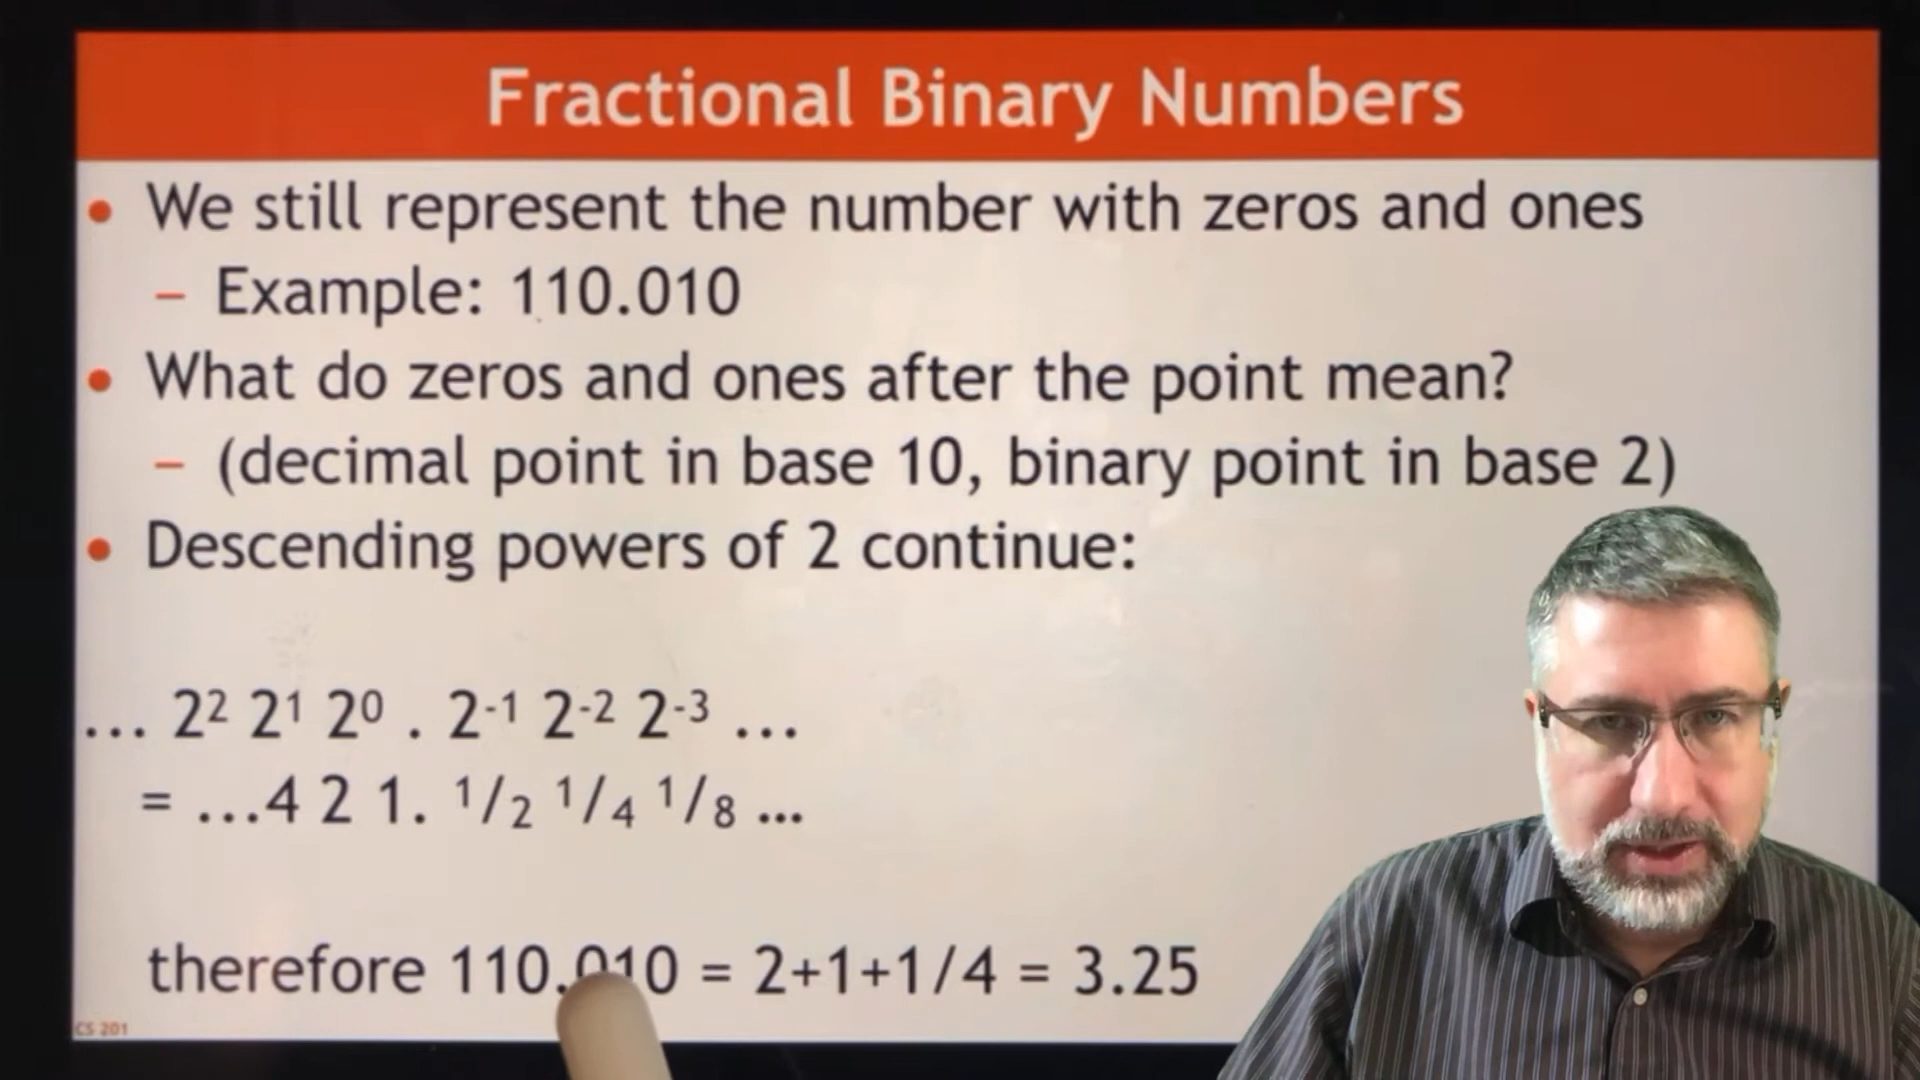 Fractional Binary Numbers
• We still represent the number with zeros and ones
– Example: 110.010
• What do zeros and ones after the point mean?
– (decimal point in base 10, binary point in base 2)
• Descending powers of 2 continue:
... 2² 2¹ 2⁰ . 2⁻¹ 2⁻² 2⁻³ ...
= ...4 2 1. 1/2 1/4 1/8 ...
therefore 110.010 = 2+1+1/4 = 3.25
CS 201